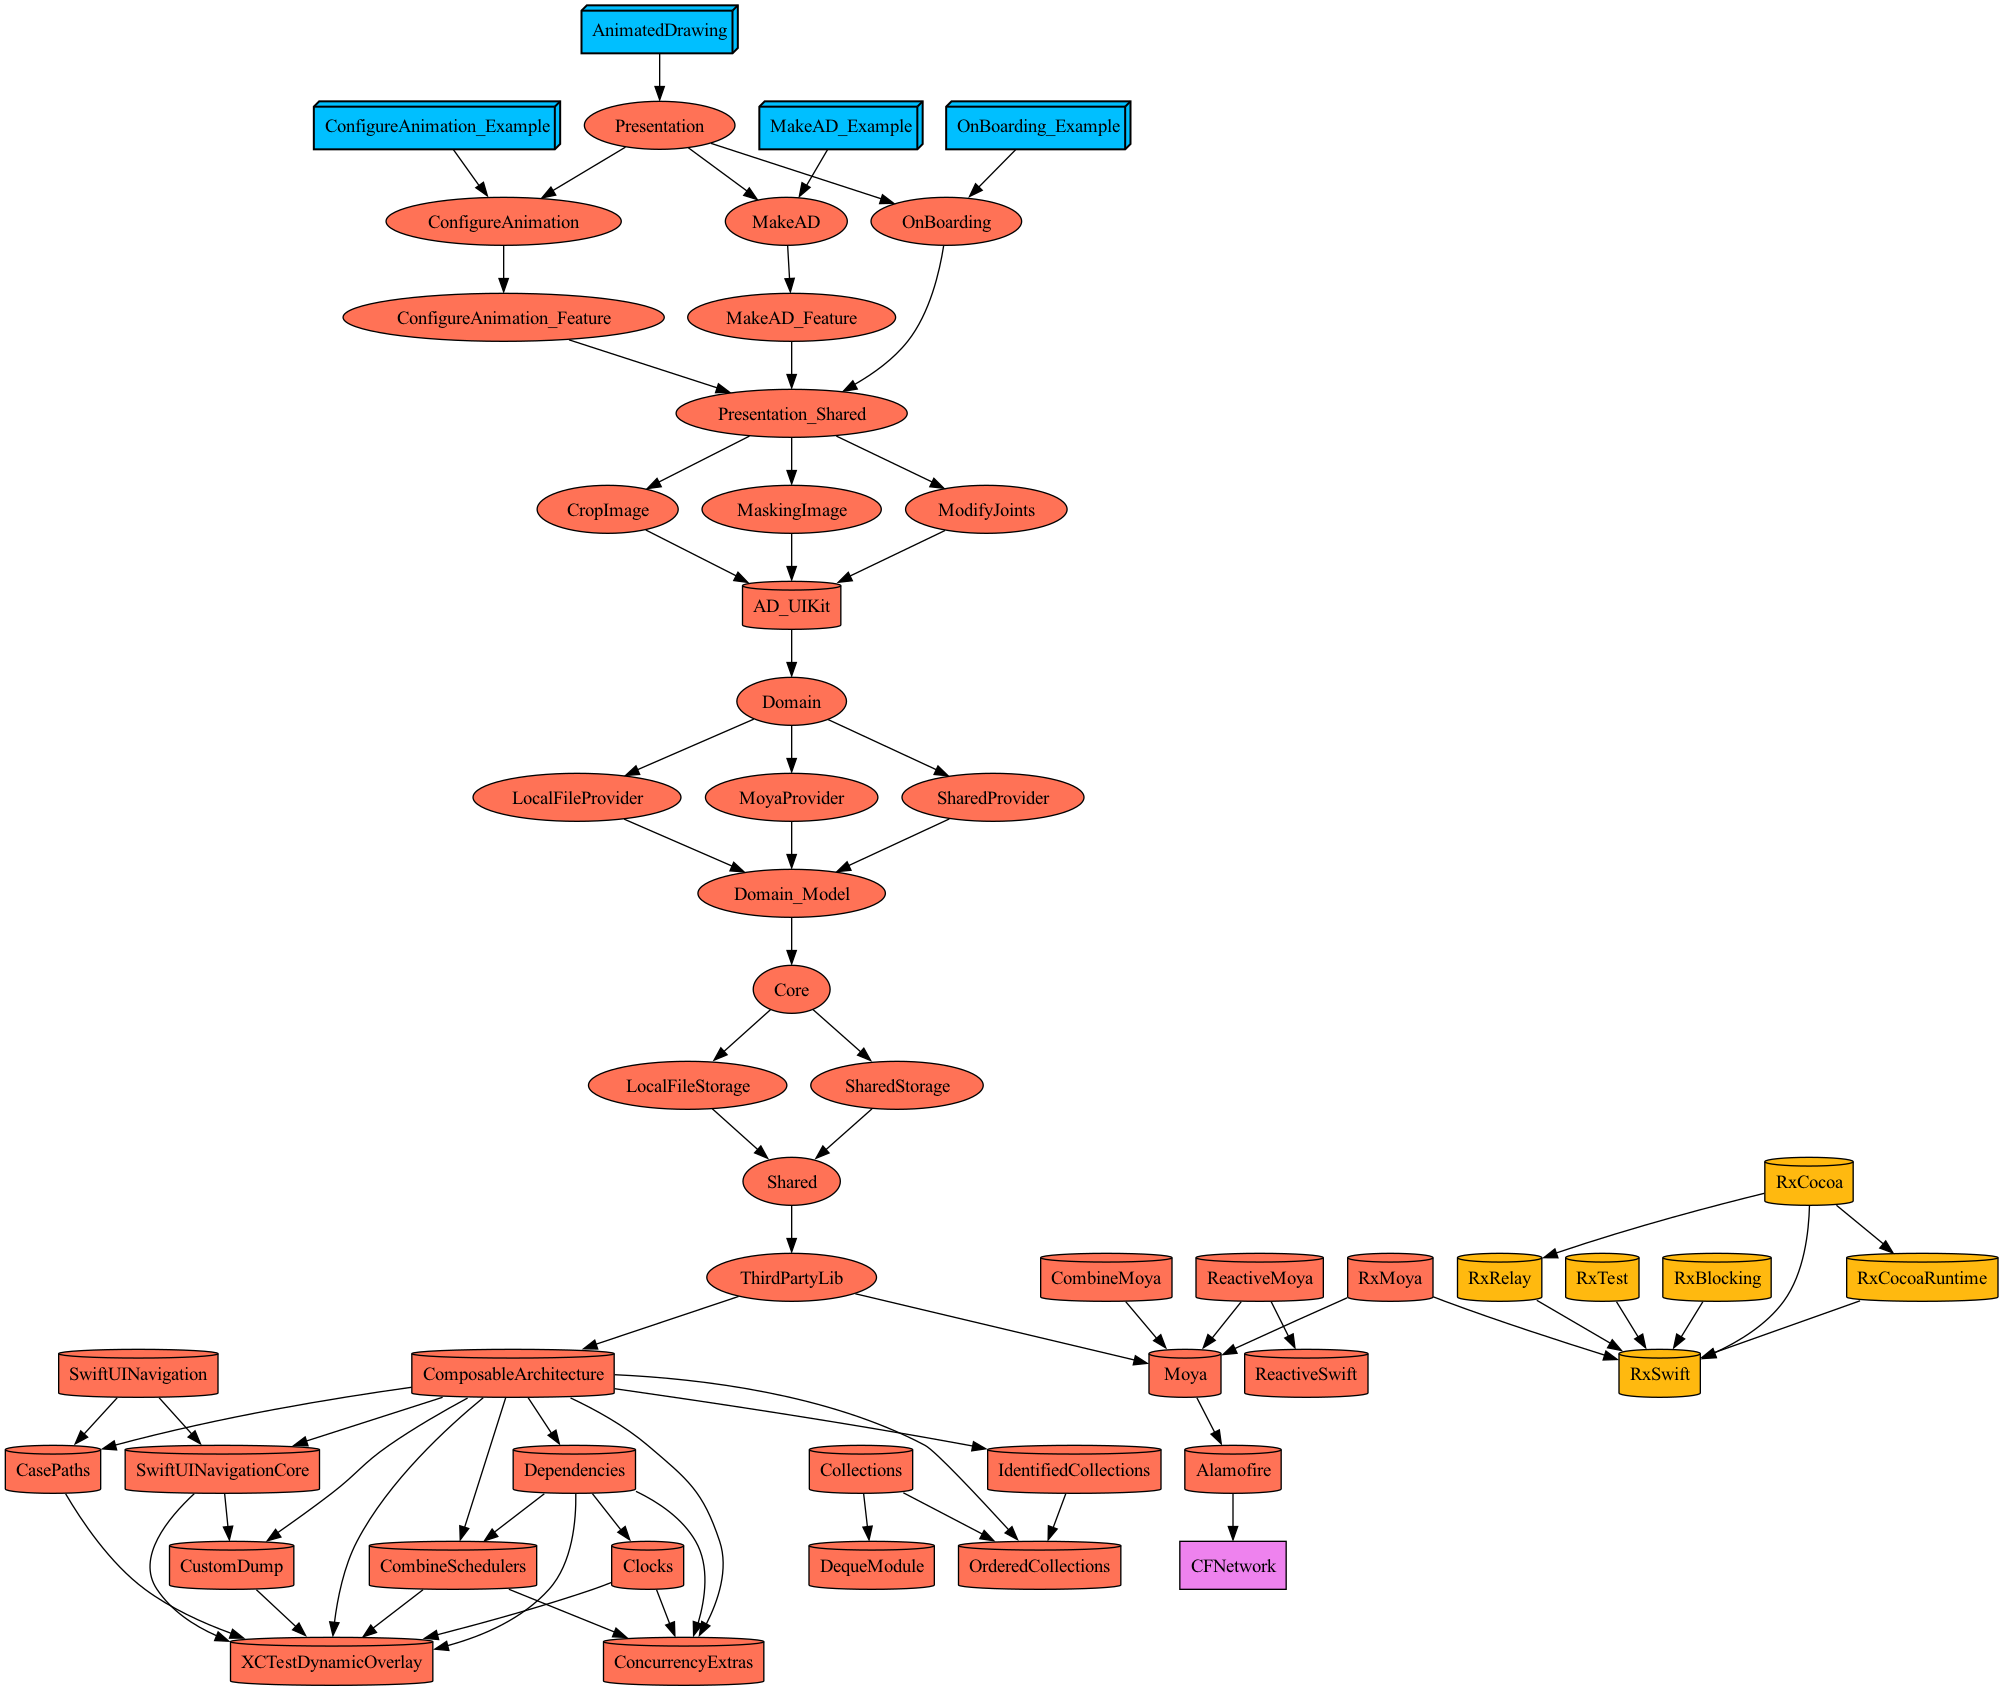 AnimatedDrawing
ConfigureAnimation_Example
Presentation
MakeAD_Example
OnBoarding_Example
ConfigureAnimation
MakeAD
OnBoarding
ConfigureAnimation_Feature
MakeAD_Feature
Presentation_Shared
CropImage
MaskingImage
ModifyJoints
AD_UIKit
Domain
LocalFileProvider
MoyaProvider
SharedProvider
Domain_Model
Core
LocalFileStorage
SharedStorage
Shared
RxCocoa
ThirdPartyLib
CombineMoya
ReactiveMoya
RxMoya
RxRelay
RxTest
RxBlocking
RxCocoaRuntime
SwiftUINavigation
ComposableArchitecture
Moya
ReactiveSwift
RxSwift
CasePaths
SwiftUINavigationCore
Dependencies
Collections
IdentifiedCollections
Alamofire
CustomDump
CombineSchedulers
Clocks
DequeModule
OrderedCollections
CFNetwork
XCTestDynamicOverlay
ConcurrencyExtras